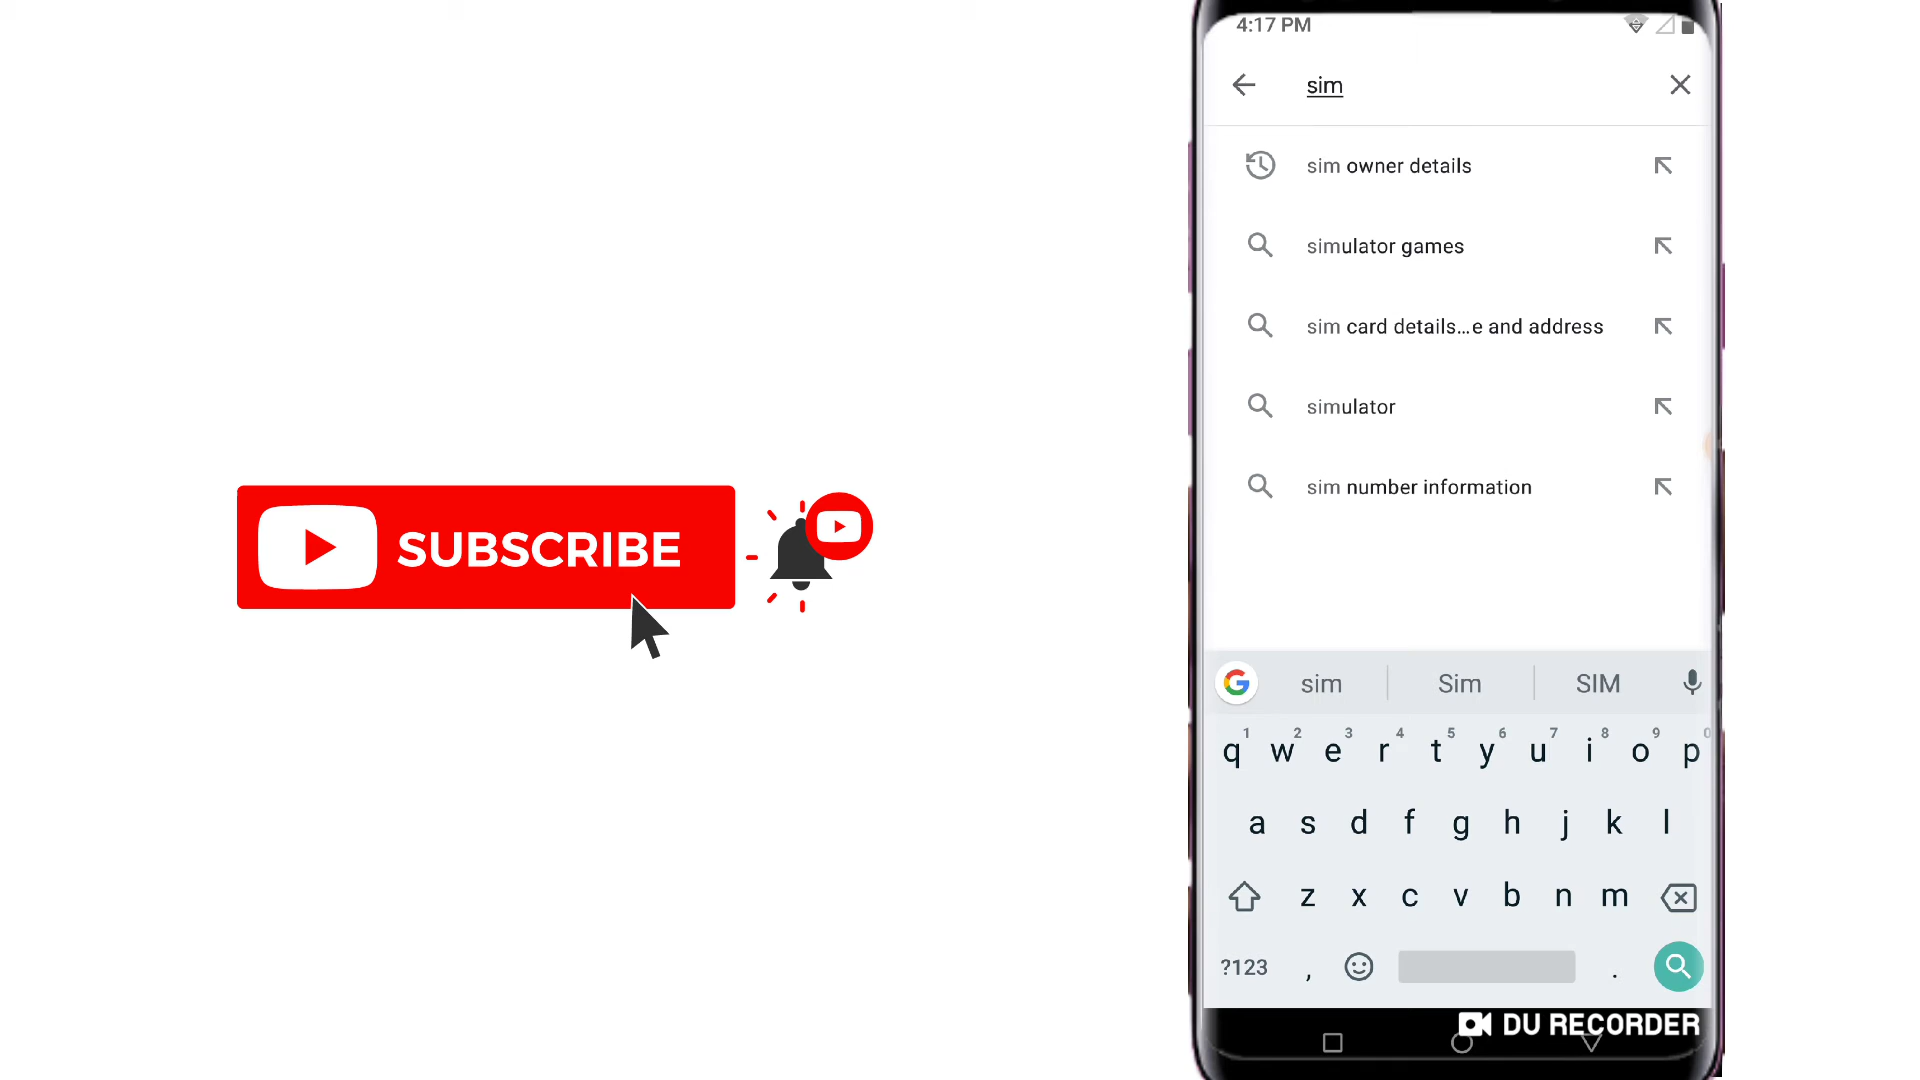 4:17 PM
sim
sim owner details
simulator games
sim card details...e and address
simulator
sim number information
SUBSCRIBE
sim Sim SIM
1 2 3 4 5 6 7 8 9 0
q w e r t y u i o p
a s d f g h j k l
z x c v b n m
?123 , .
DU RECORDER